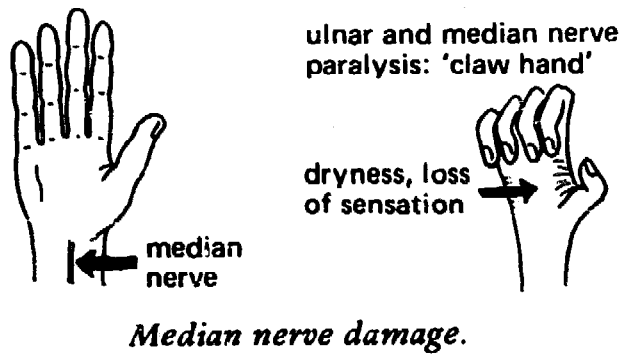 ulnar and median nerve
paralysis: 'claw hand'
dryness, loss
of sensation
median
nerve
Median nerve damage.